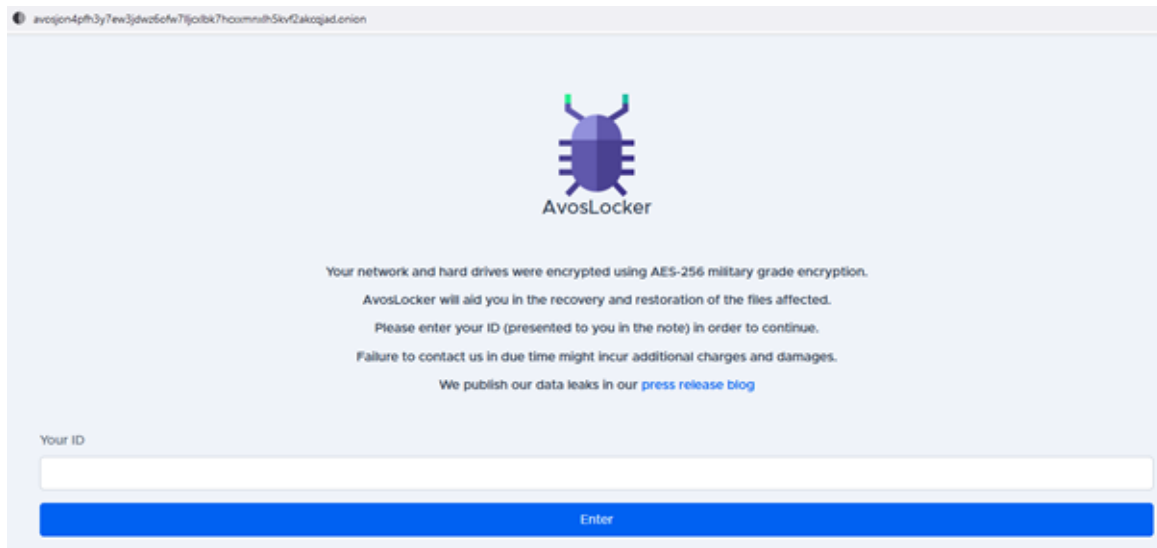 AvosLocker
Your network and hard drives were encrypted using AES-256 military grade encryption.
AvosLocker will aid you in the recovery and restoration of the files affected.
Please enter your ID (presented to you in the note) in order to continue.
Failure to contact us in due time might incur additional charges and damages.
We publish our data leaks in our press release blog
Your ID
Enter